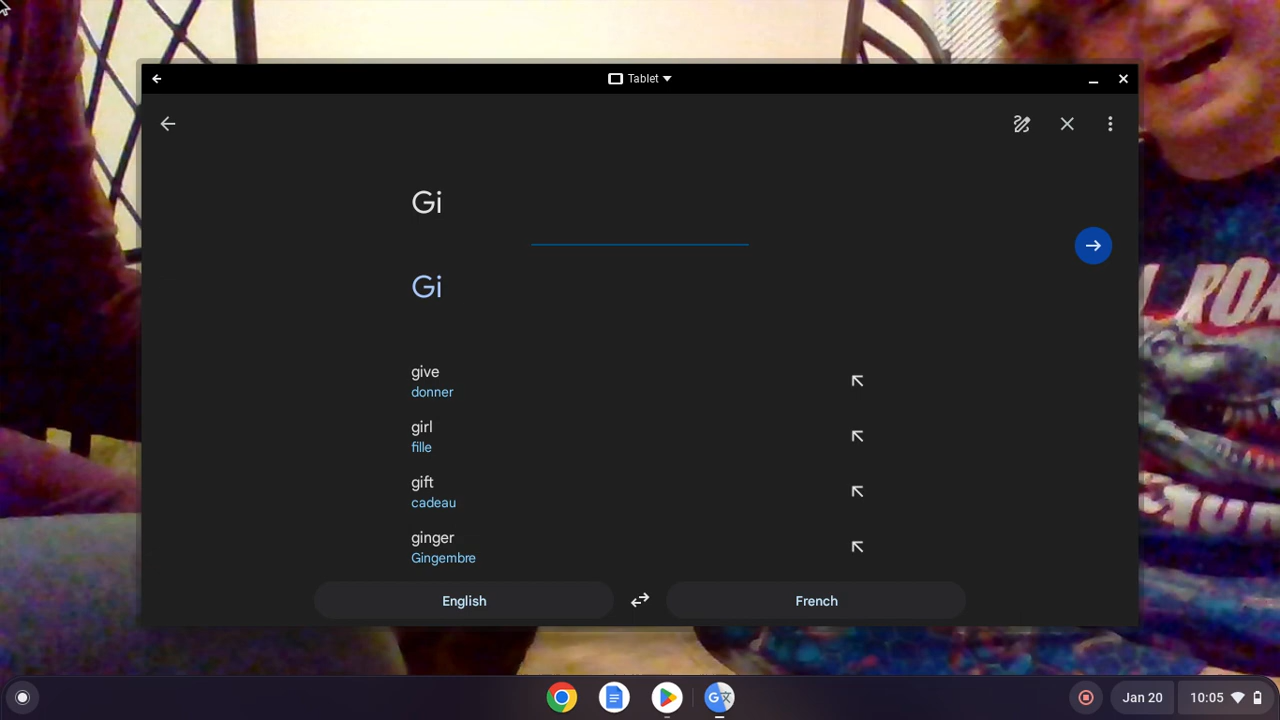 Tablet
Gi
Gi
give
donner
girl
fille
gift
cadeau
ginger
Gingembre
English
French
Jan 20
10:05